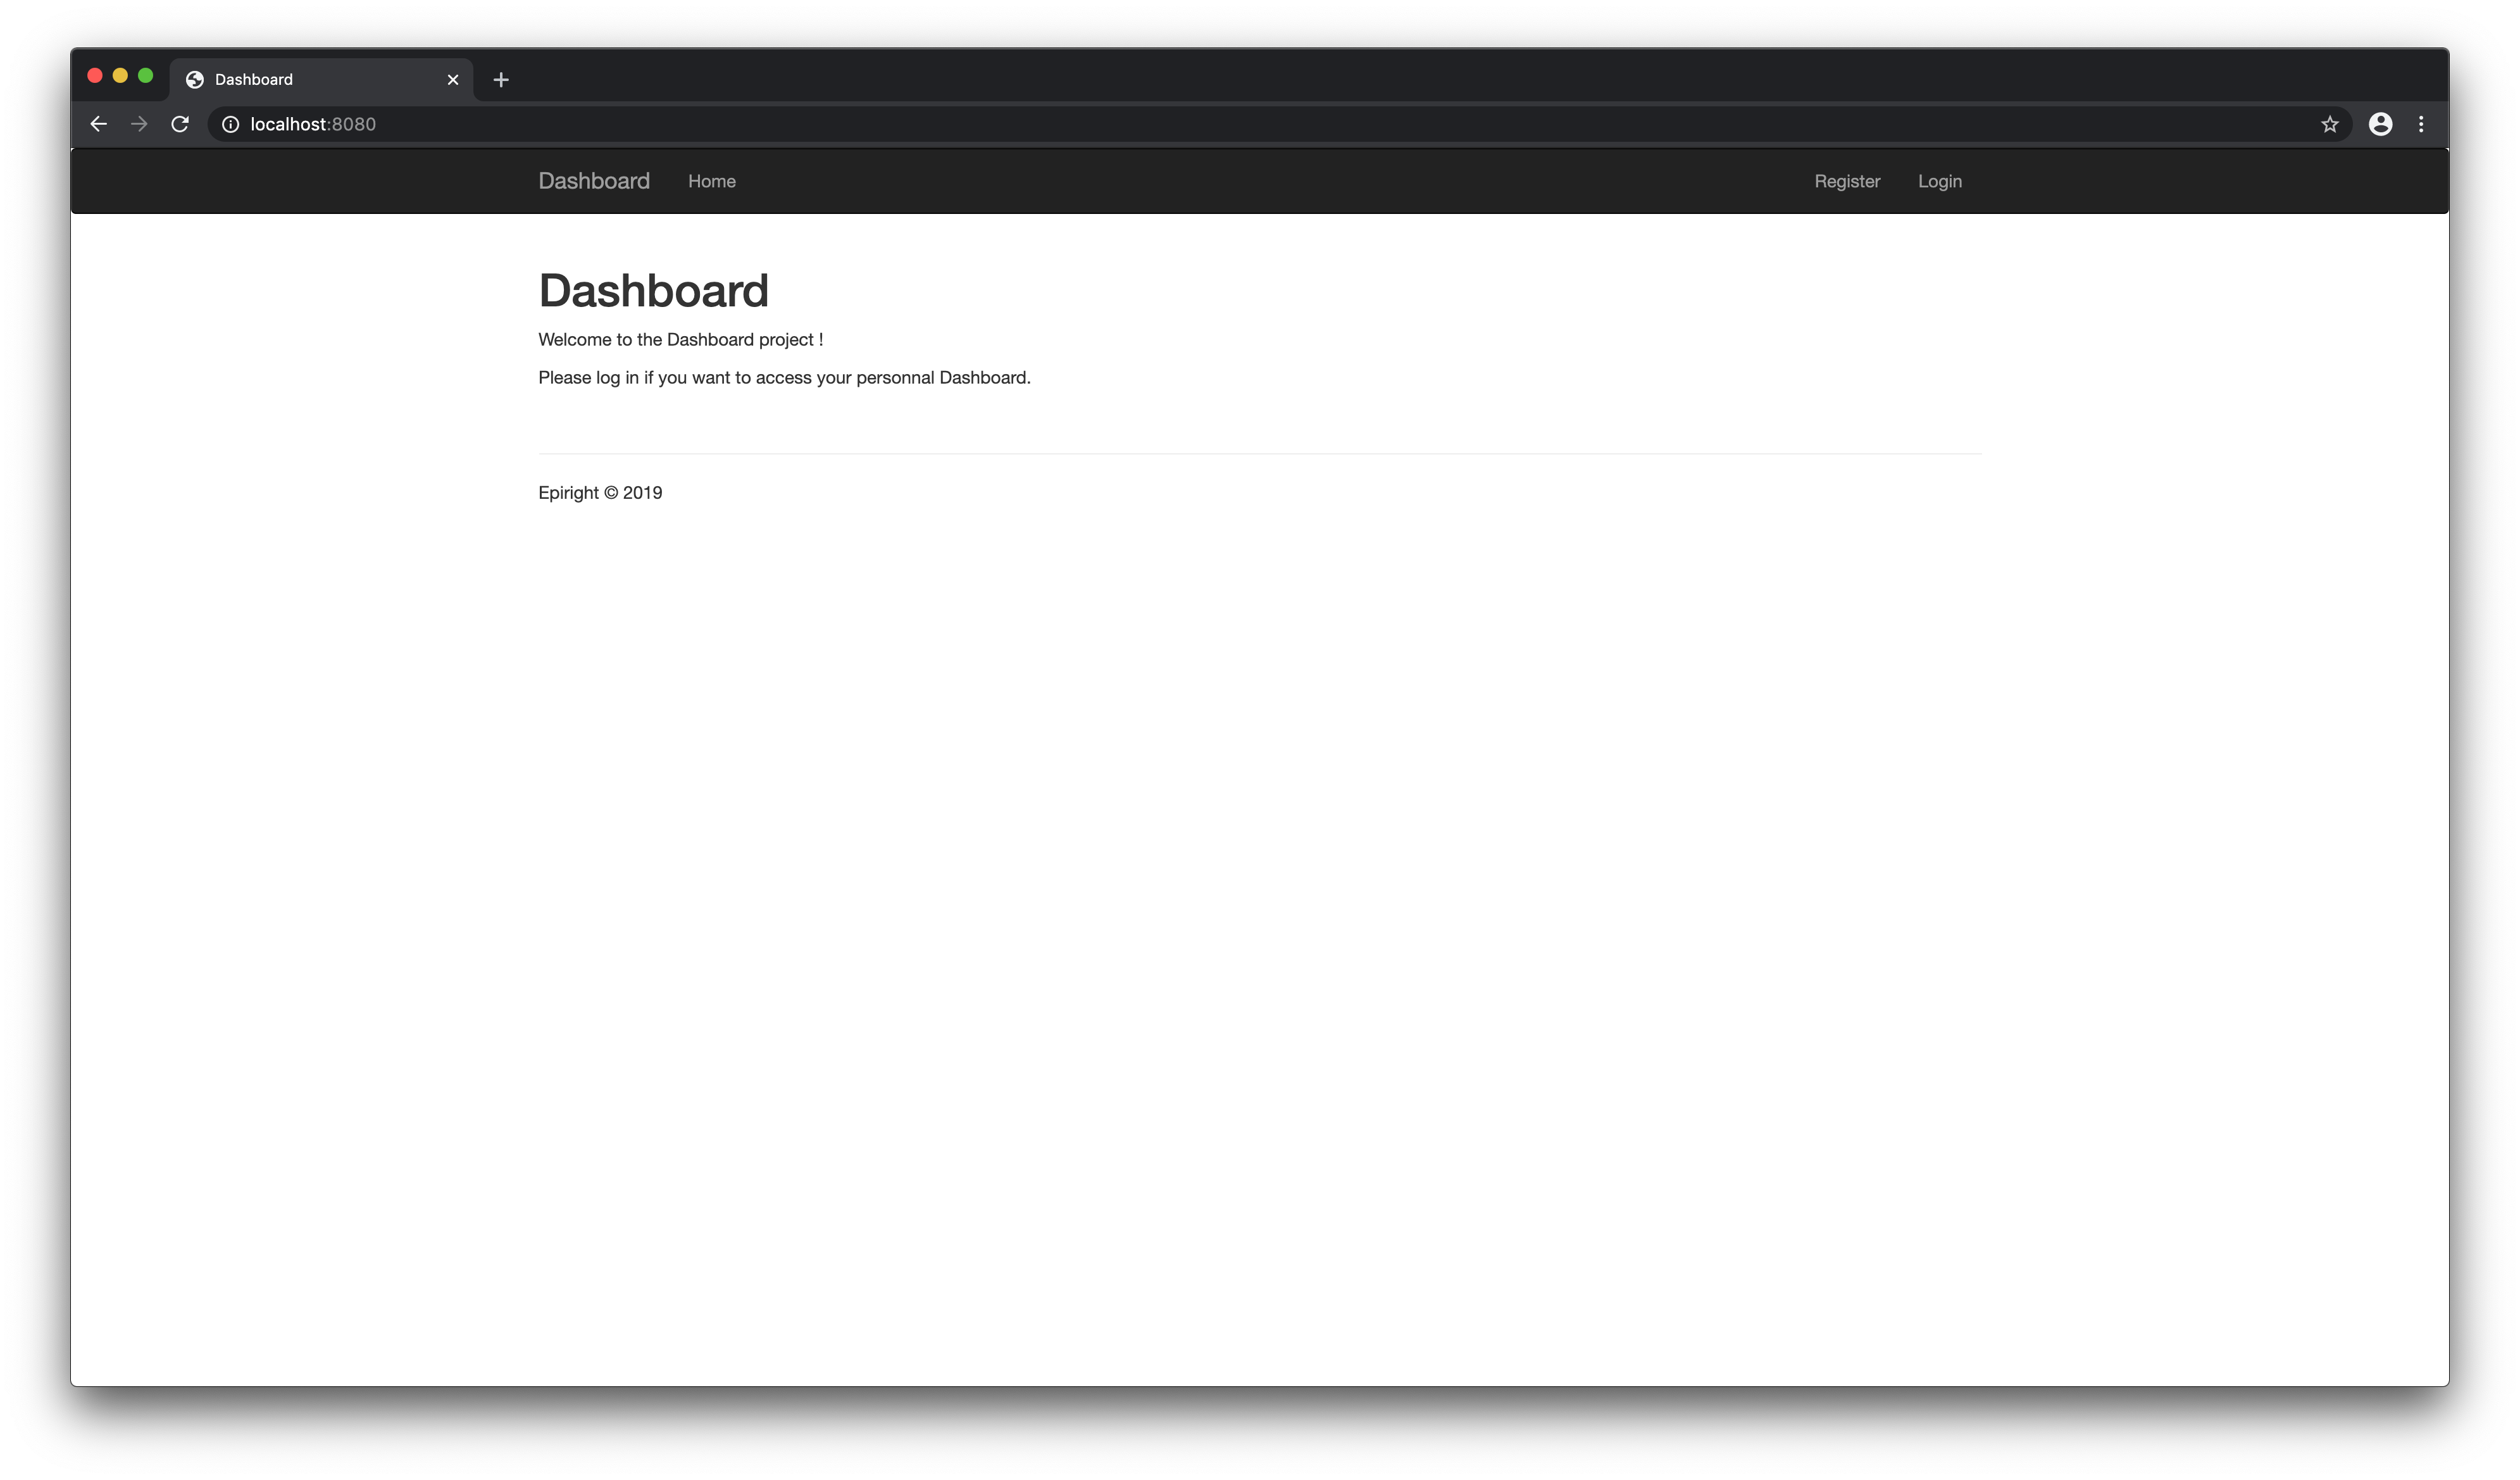 Dashboard
localhost:8080
Dashboard Home Register Login
Dashboard
Welcome to the Dashboard project !
Please log in if you want to access your personnal Dashboard.
Epiright © 2019